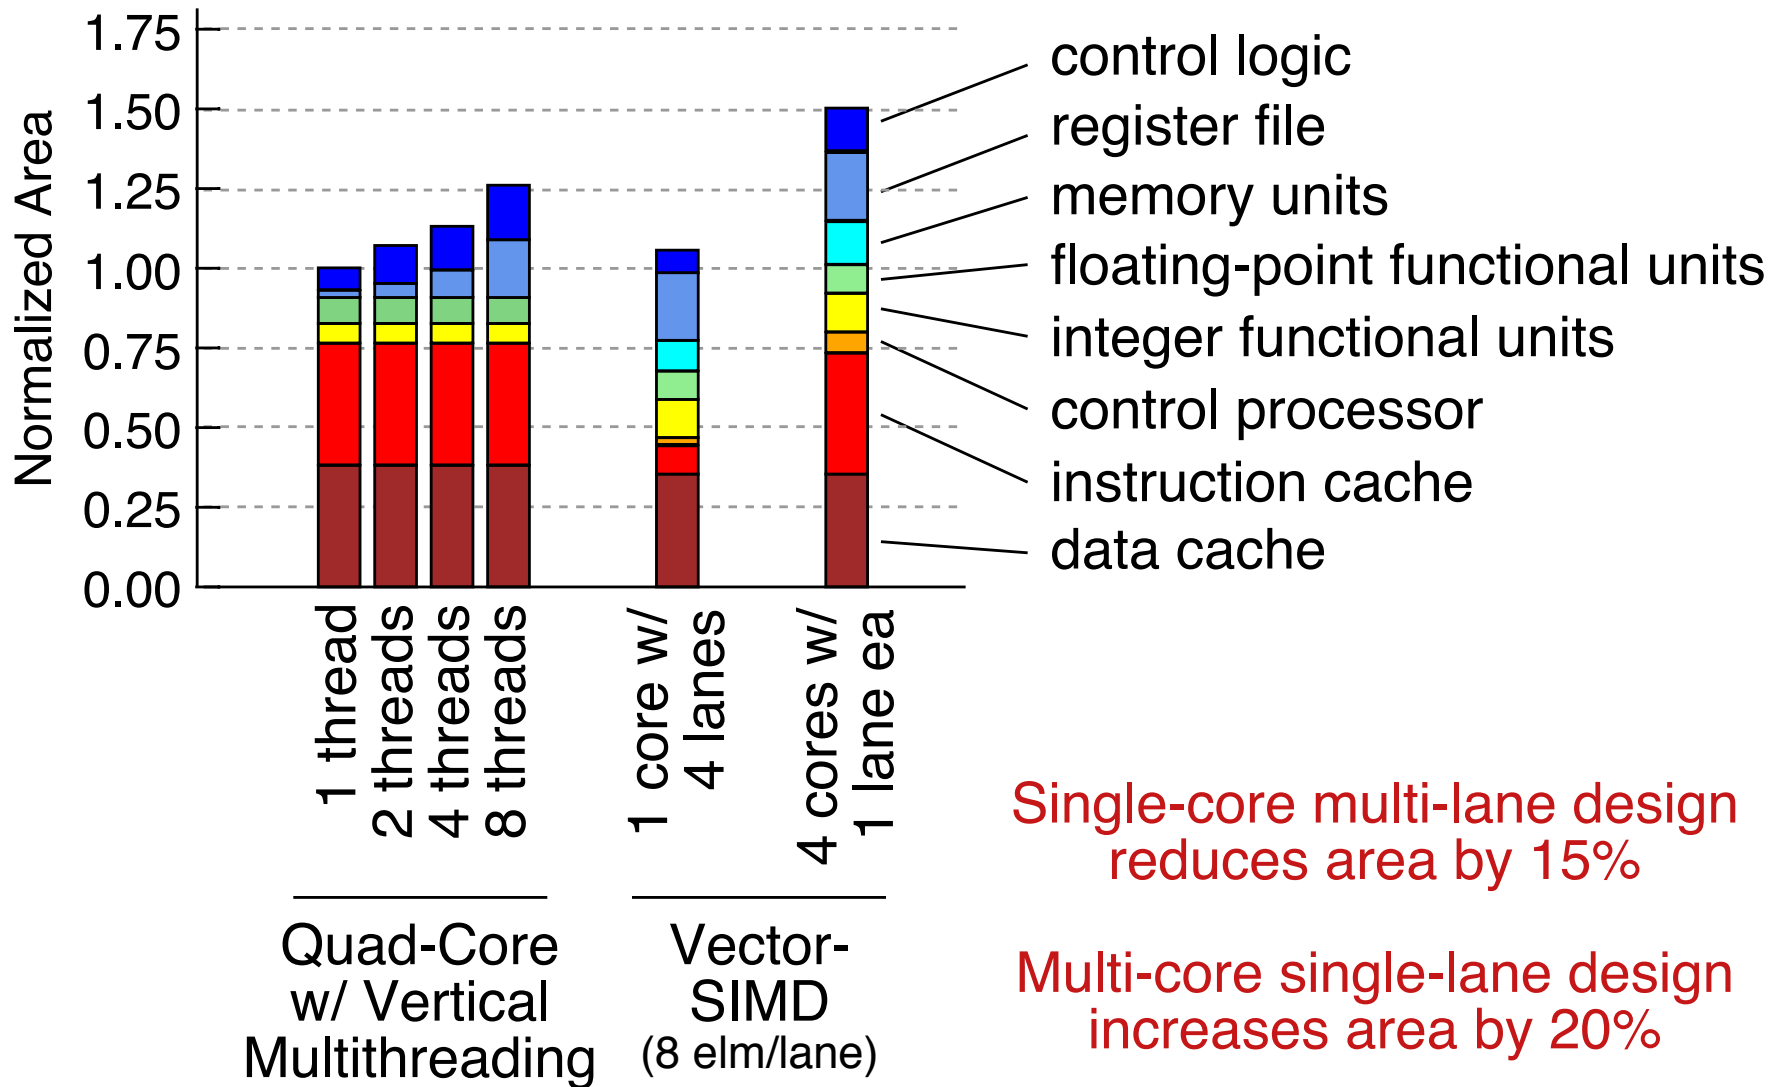 1.75
1.50
1.25
1.00
0.75
0.50
0.25
0.00
Normalized Area
control logic
register file
memory units
floating-point functional units
integer functional units
control processor
instruction cache
data cache
1 thread
2 threads
4 threads
8 threads
1 core w/
4 lanes
4 cores w/
1 lane ea
Quad-Core
w/ Vertical
Multithreading
Vector-
SIMD
(8 elm/lane)
Single-core multi-lane design
reduces area by 15%
Multi-core single-lane design
increases area by 20%